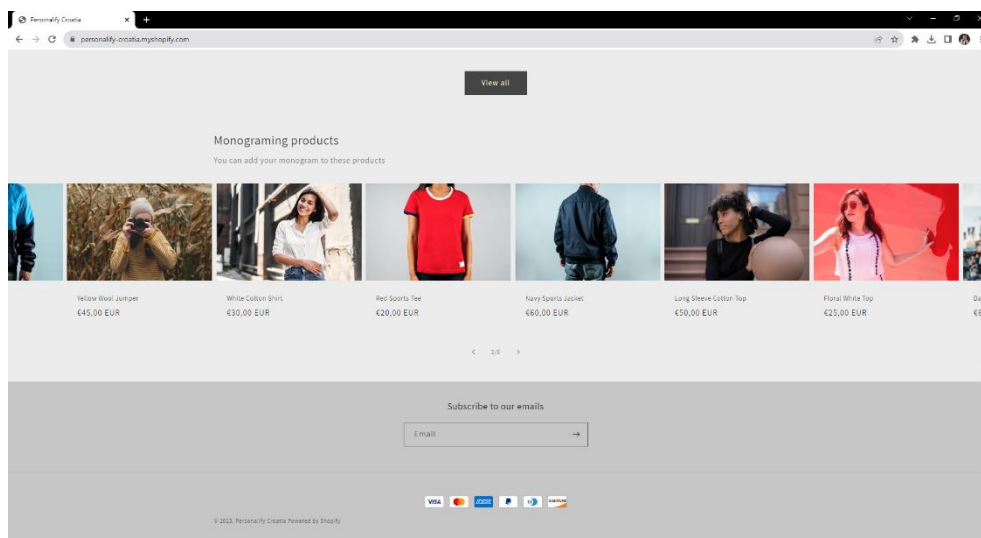 Personalify Croatia
personalify-croatia.myshopify.com
View all
Monograming products
You can add your monogram to these products
Yellow Wool Jumper
€45,00 EUR
White Cotton Shirt
€30,00 EUR
Red Sports Tee
€20,00 EUR
Navy Sports Jacket
€60,00 EUR
Long Sleeve Cotton Top
€50,00 EUR
Floral White Top
€25,00 EUR
Subscribe to our emails
Email
VISA
DISCOVER
© 2023, Personalify Croatia Powered by Shopify